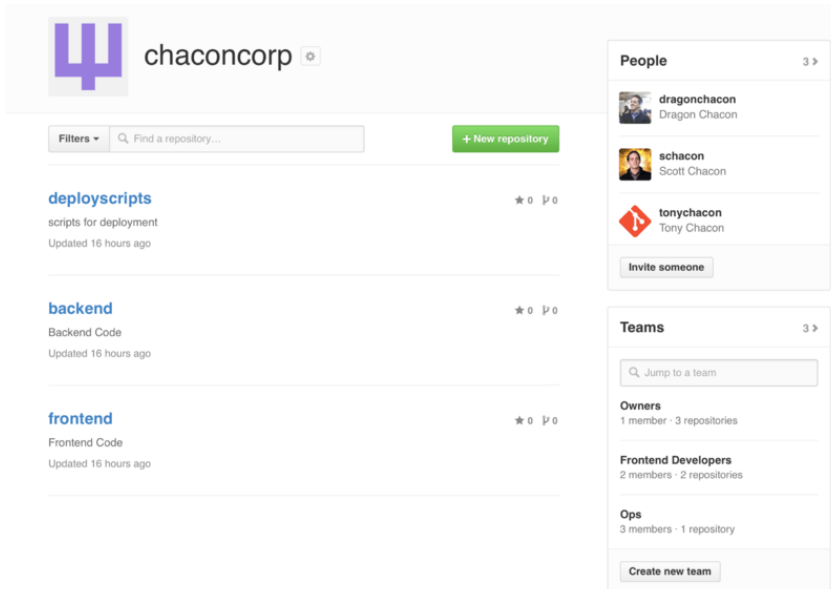 chaconcorp
Filters
Find a repository...
+ New repository
deployscripts
★ 0 0
scripts for deployment
Updated 16 hours ago
backend
★ 0 0
Backend Code
Updated 16 hours ago
frontend
★ 0 0
Frontend Code
Updated 16 hours ago
People 3 >
dragonchacon
Dragon Chacon
schacon
Scott Chacon
tonychacon
Tony Chacon
Invite someone
Teams 3 >
Jump to a team
Owners
1 member · 3 repositories
Frontend Developers
2 members · 2 repositories
Ops
3 members · 1 repository
Create new team